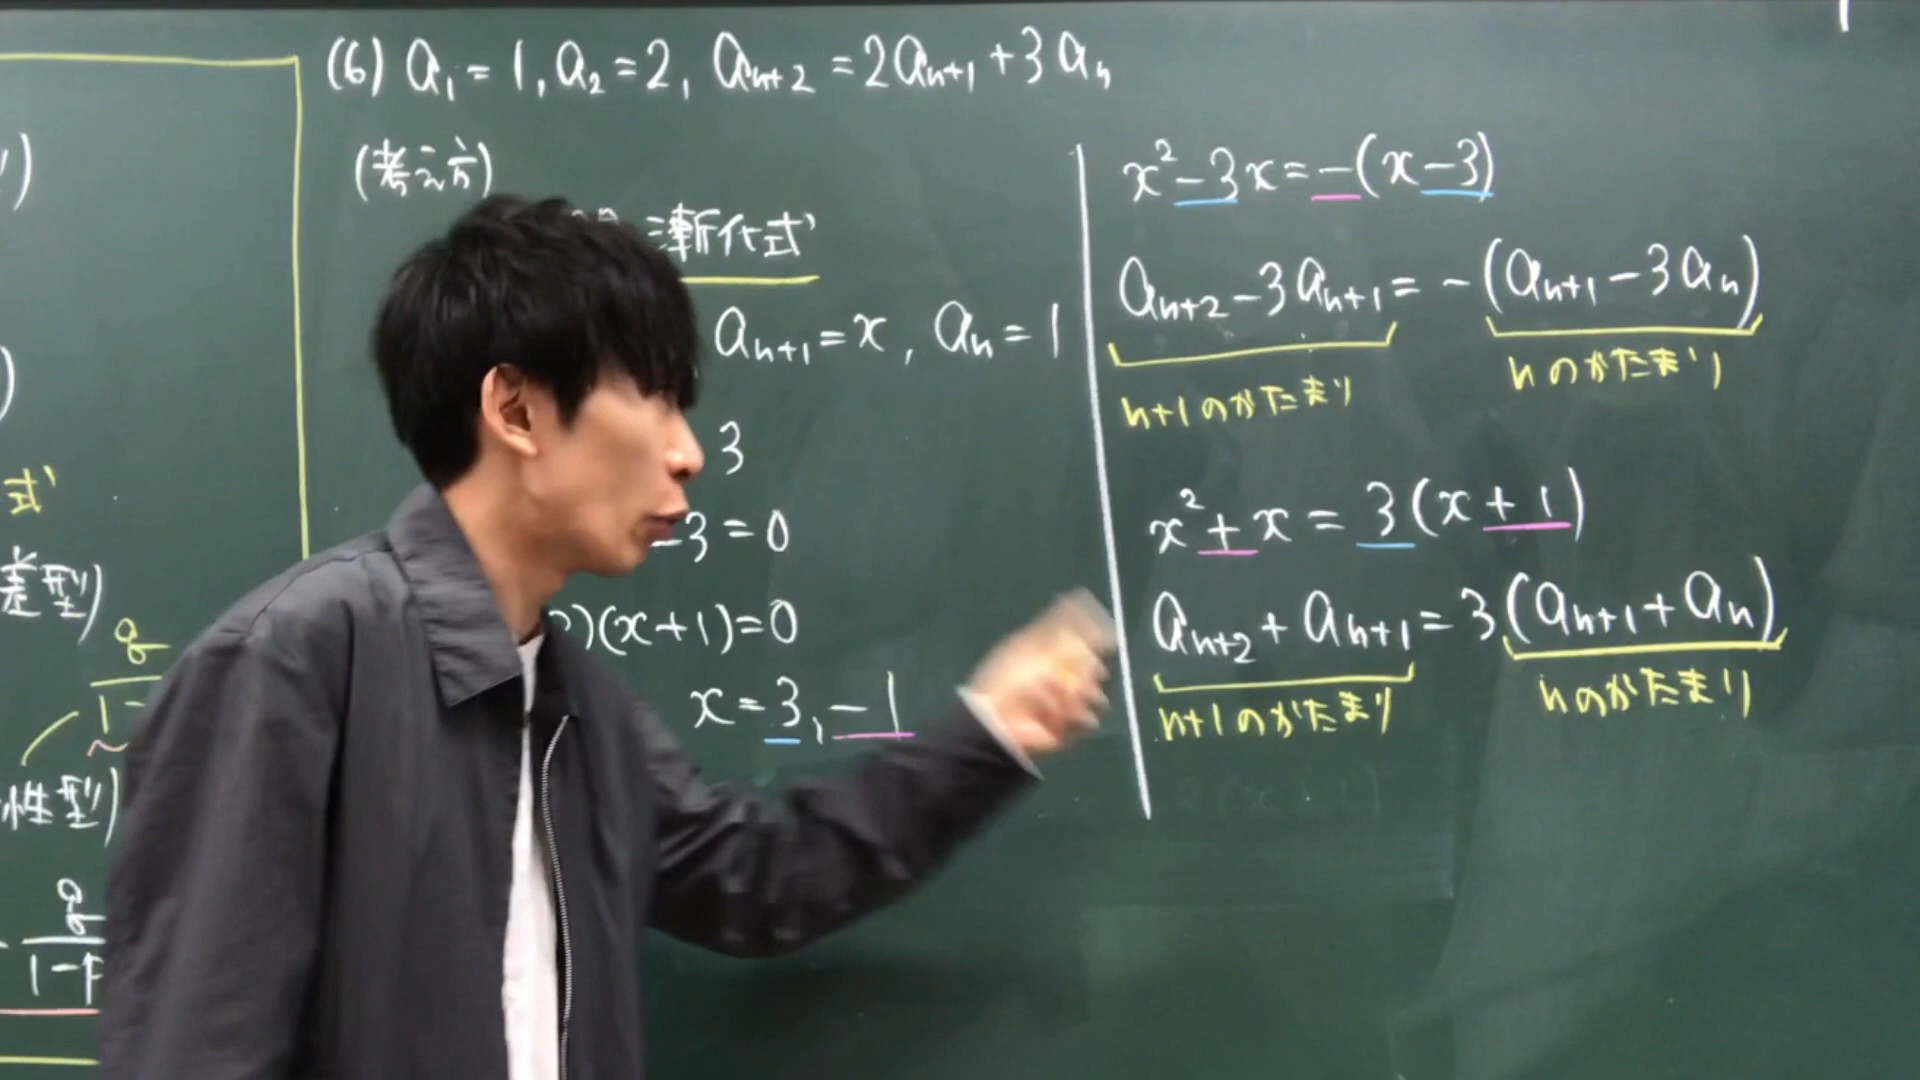 (6) a₁=1, a₂=2, aₙ₊₂=2aₙ₊₁+3aₙ
(考え方)
漸化式
aₙ₊₁=x, aₙ=1
3
-3=0
)(x+1)=0
x=3,-1
x²-3x=-(x-3)
aₙ₊₂-3aₙ₊₁=-(aₙ₊₁-3aₙ)
n+1のかたまり
nのかたまり
x²+x=3(x+1)
aₙ₊₂+aₙ₊₁=3(aₙ₊₁+aₙ)
n+1のかたまり
nのかたまり
)
)
式
差型)
q
1-
性型)
q
1-p